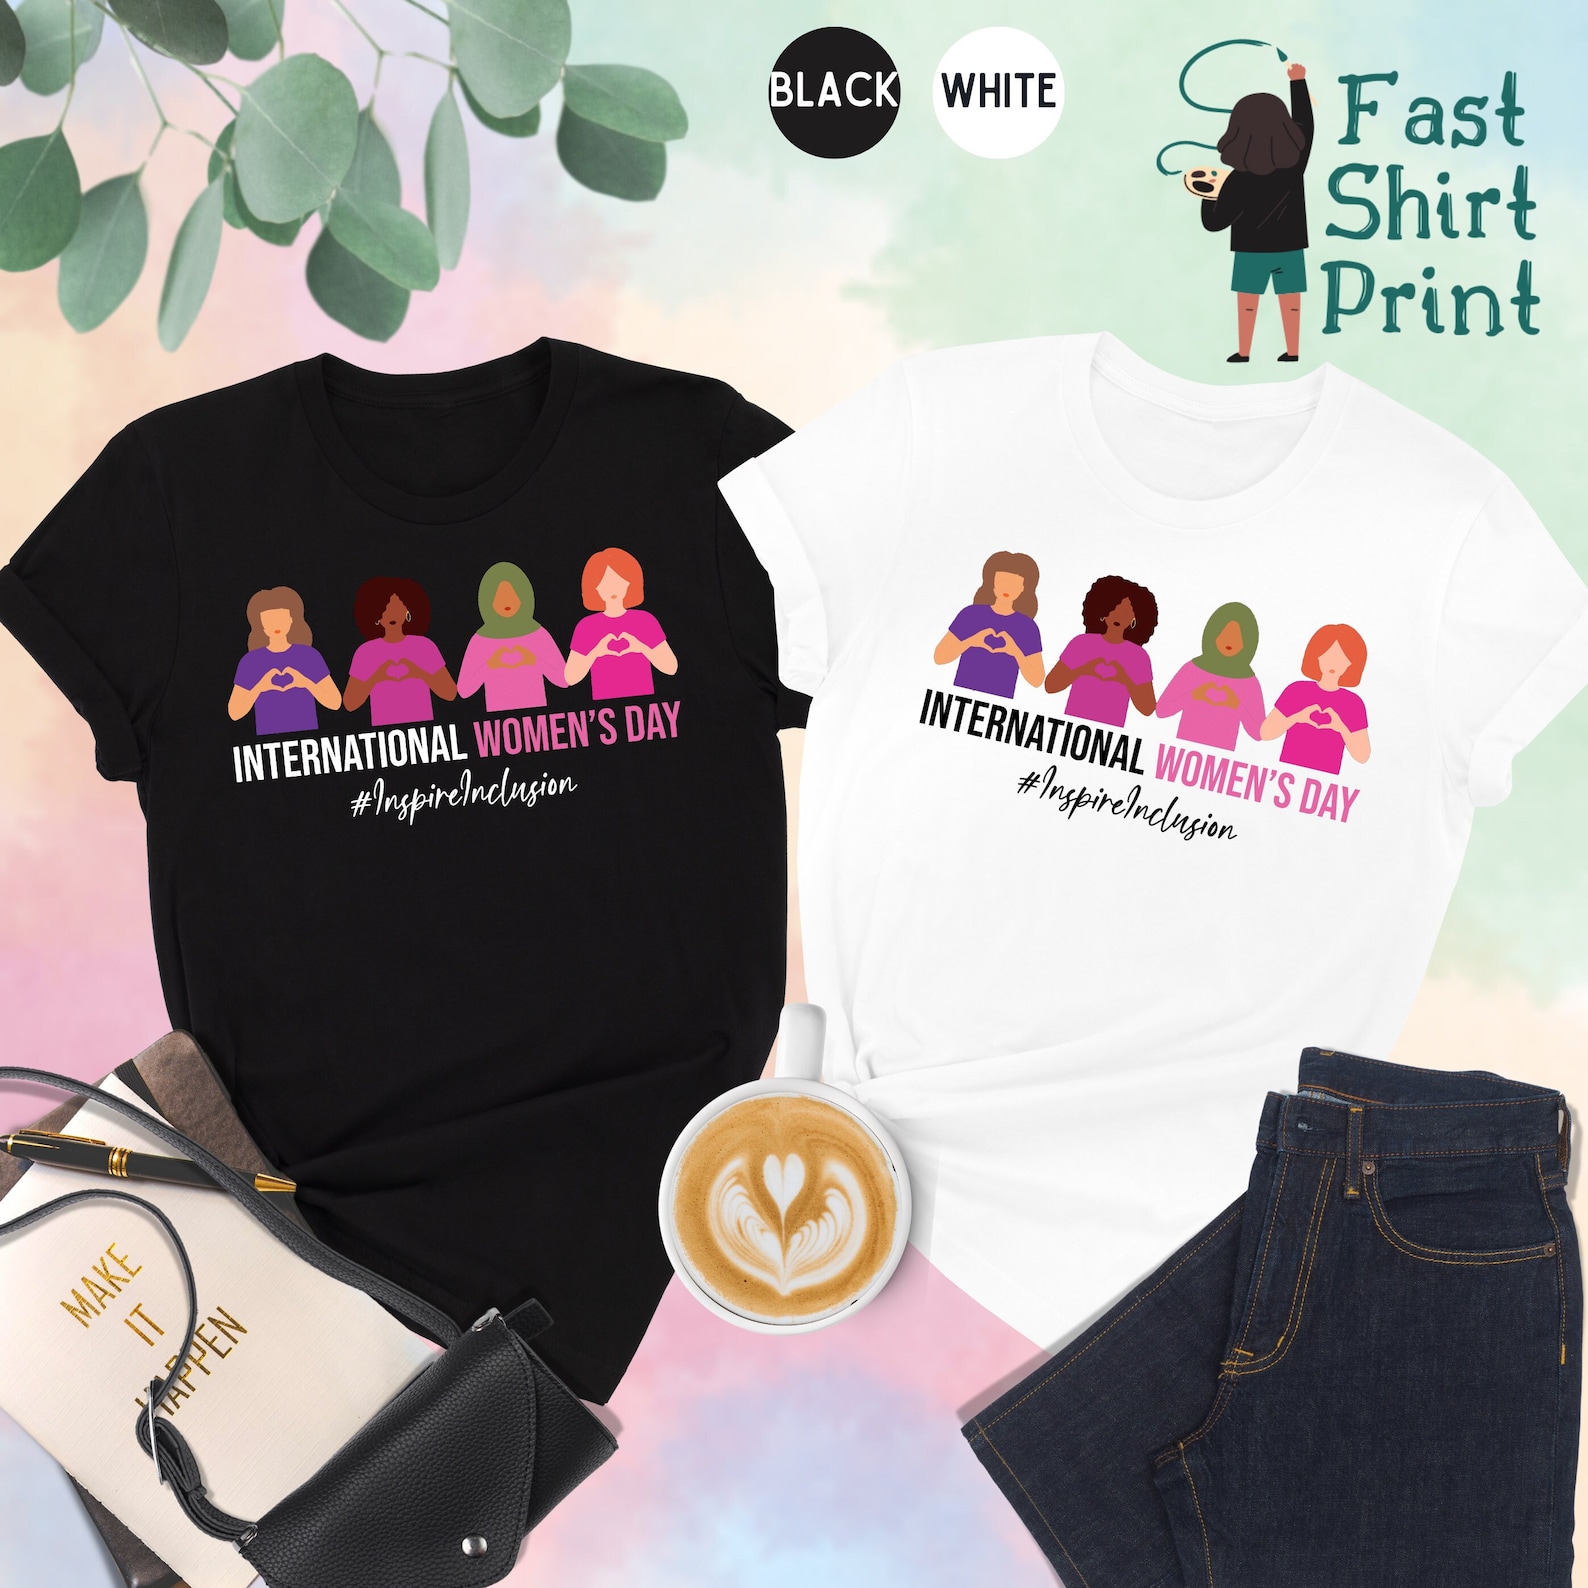 BLACK
WHITE
Fast
Shirt
Print
INTERNATIONAL WOMEN'S DAY
#InspireInclusion
INTERNATIONAL WOMEN'S DAY
#InspireInclusion
MAKE
IT
HAPPEN